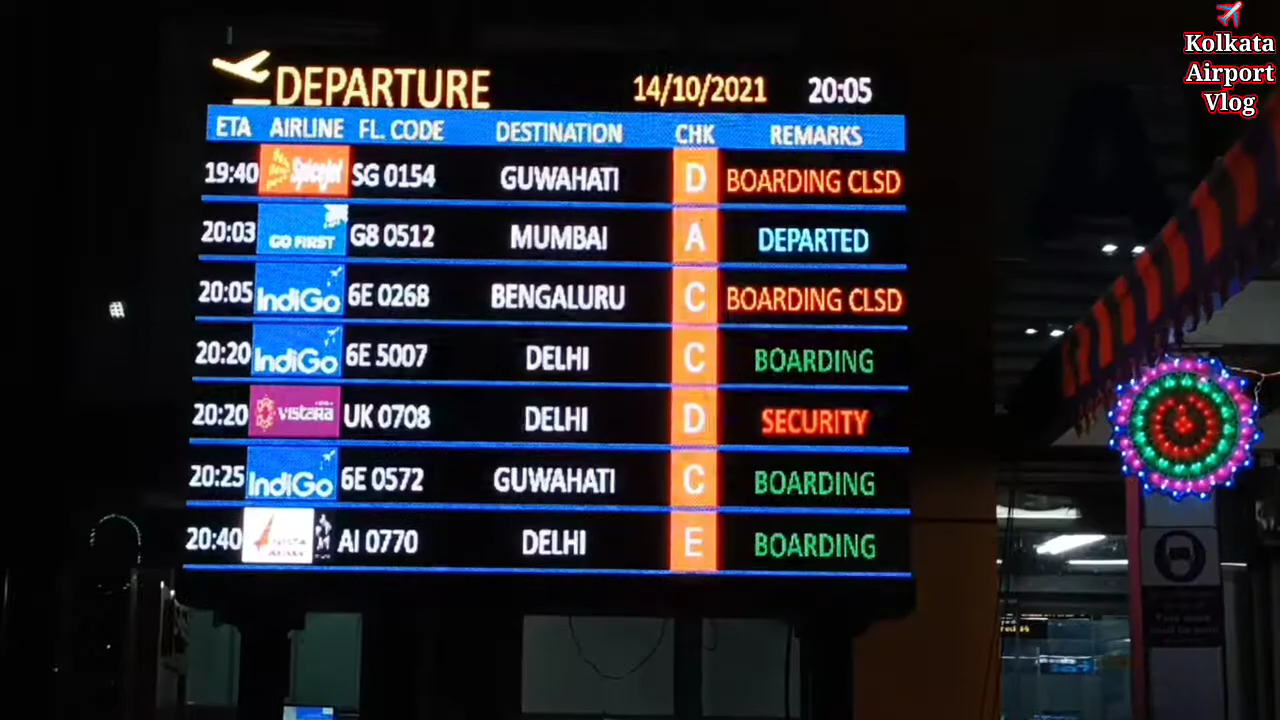 Kolkata
Airport
Vlog
DEPARTURE 14/10/2021 20:05
ETA AIRLINE FL. CODE DESTINATION CHK REMARKS
19:40 SpiceJet SG 0154 GUWAHATI D BOARDING CLSD
20:03 GO FIRST G8 0512 MUMBAI A DEPARTED
20:05 IndiGo 6E 0268 BENGALURU C BOARDING CLSD
20:20 IndiGo 6E 5007 DELHI C BOARDING
20:20 vistara UK 0708 DELHI D SECURITY
20:25 IndiGo 6E 0572 GUWAHATI C BOARDING
20:40 AI 0770 DELHI E BOARDING